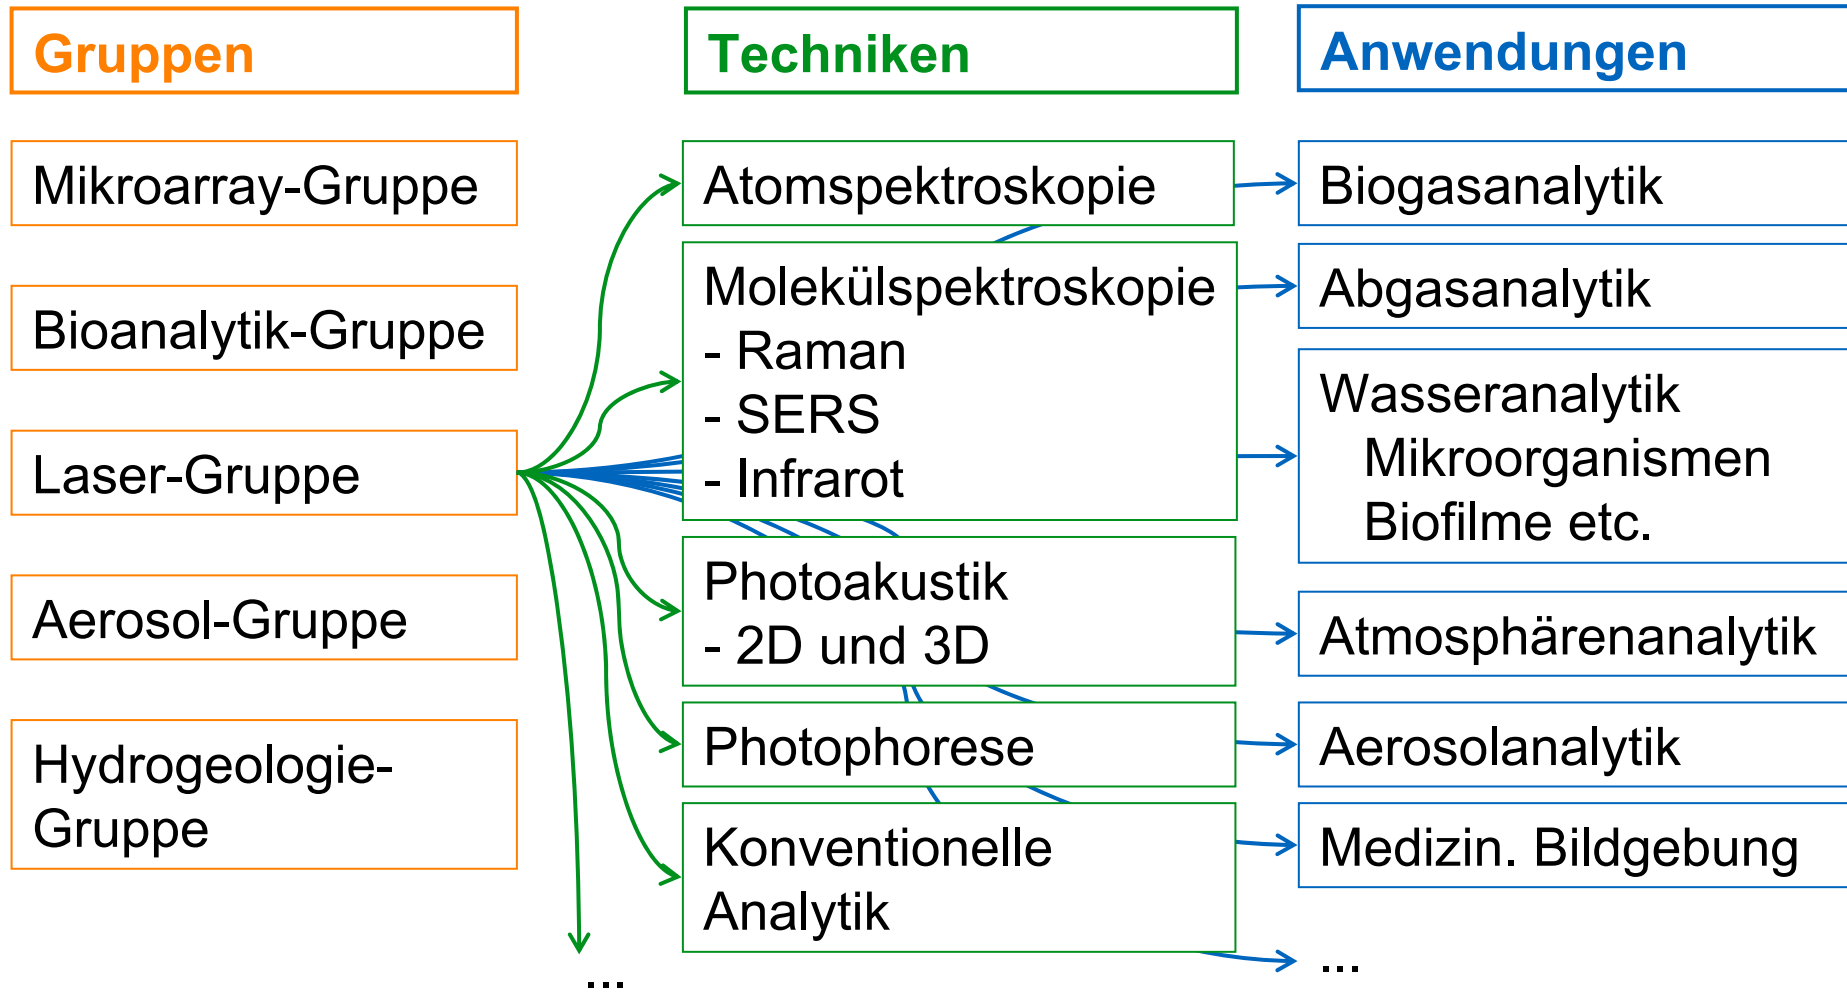 Gruppen
Mikroarray-Gruppe
Bioanalytik-Gruppe
Laser-Gruppe
Aerosol-Gruppe
Hydrogeologie-
Gruppe
Techniken
Atomspektroskopie
Molekülspektroskopie
- Raman
- SERS
- Infrarot
Photoakustik
- 2D und 3D
Photophorese
Konventionelle
Analytik
...
Anwendungen
Biogasanalytik
Abgasanalytik
Wasseranalytik
Mikroorganismen
Biofilme etc.
Atmosphärenanalytik
Aerosolanalytik
Medizin. Bildgebung
...